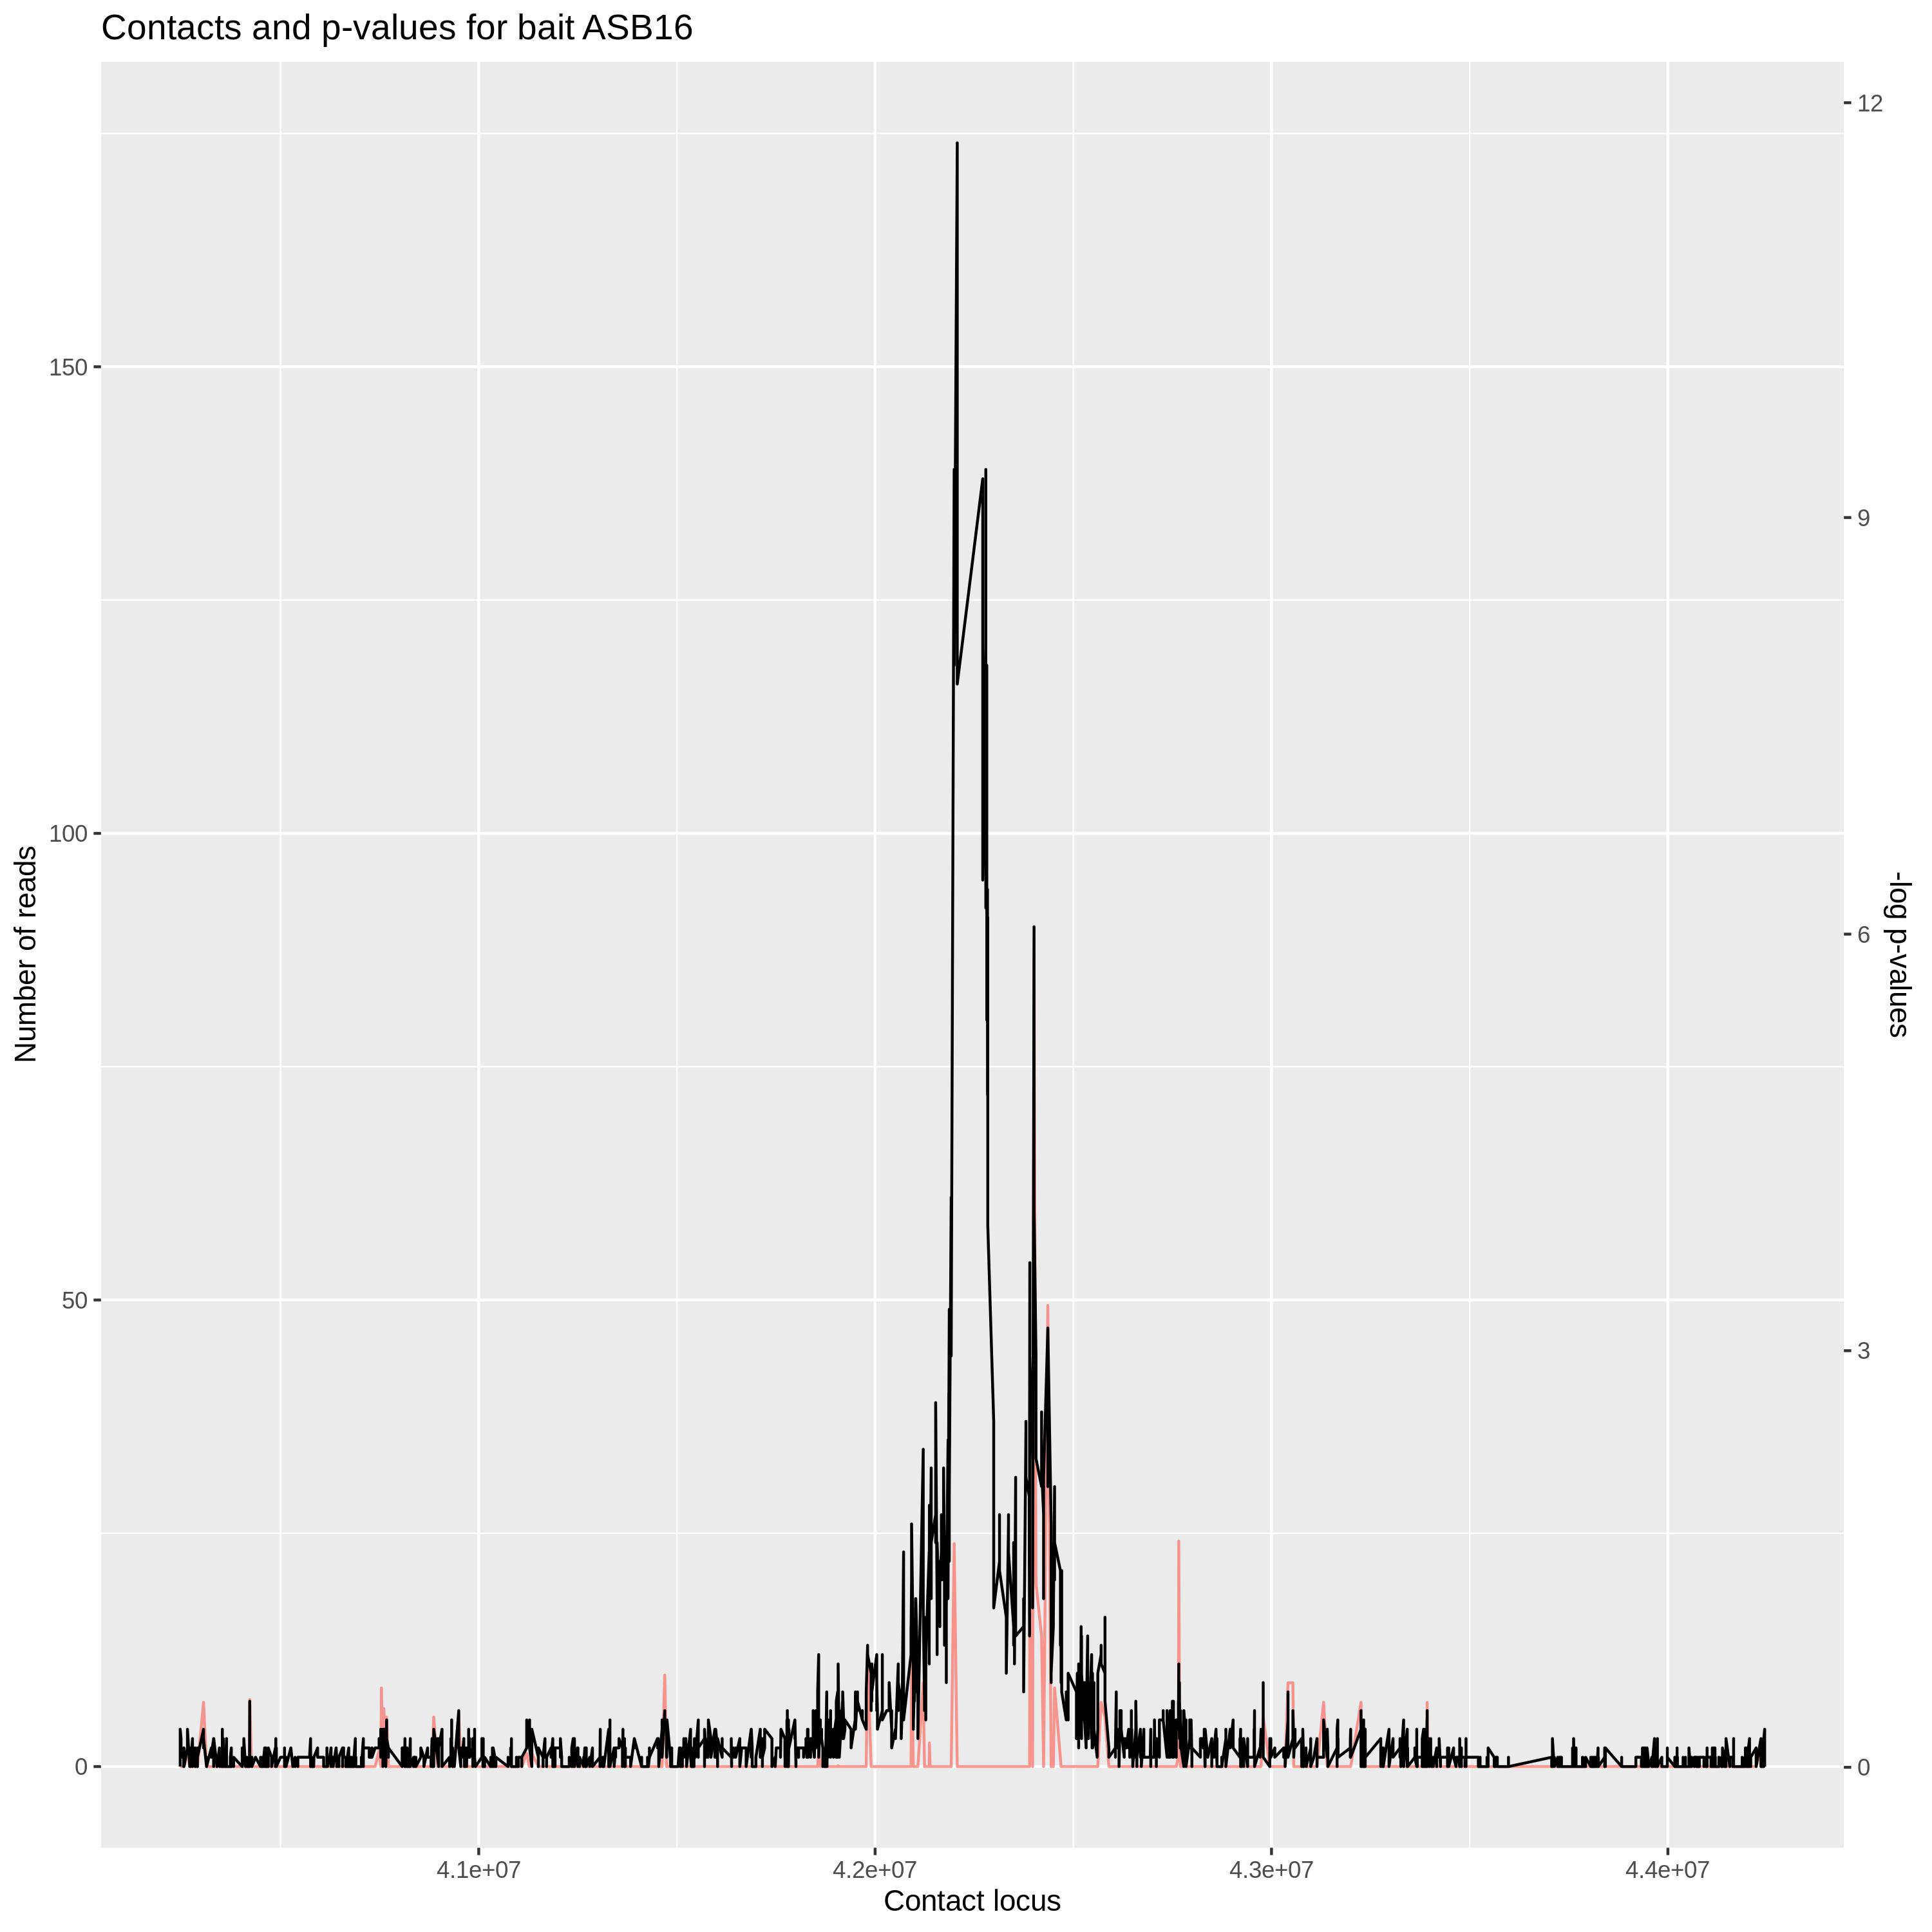 Contacts and p-values for bait ASB16
12
150
9
100
6
Number of reads
-log p-values
50
3
0
0
4.1e+07
4.2e+07
4.3e+07
4.4e+07
Contact locus